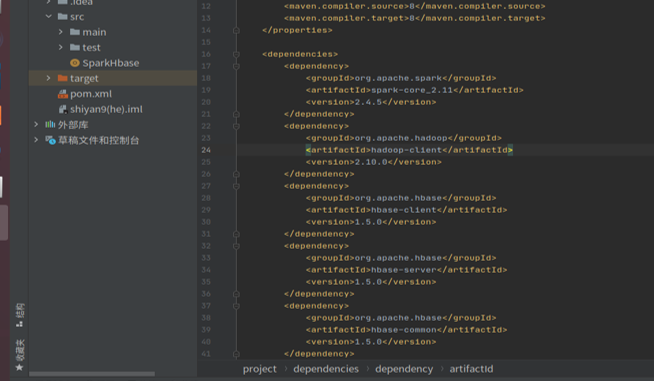 .idea
src
main
test
SparkHbase
target
pom.xml
shiyan9(he).iml
外部库
草稿文件和控制台
结构
收藏夹
12 <maven.compiler.source>8</maven.compiler.source>
13 <maven.compiler.target>8</maven.compiler.target>
14 </properties>
15
16 <dependencies>
17 <dependency>
18 <groupId>org.apache.spark</groupId>
19 <artifactId>spark-core_2.11</artifactId>
20 <version>2.4.5</version>
21 </dependency>
22 <dependency>
23 <groupId>org.apache.hadoop</groupId>
24 <artifactId>hadoop-client</artifactId>
25 <version>2.10.0</version>
26 </dependency>
27 <dependency>
28 <groupId>org.apache.hbase</groupId>
29 <artifactId>hbase-client</artifactId>
30 <version>1.5.0</version>
31 </dependency>
32 <dependency>
33 <groupId>org.apache.hbase</groupId>
34 <artifactId>hbase-server</artifactId>
35 <version>1.5.0</version>
36 </dependency>
37 <dependency>
38 <groupId>org.apache.hbase</groupId>
39 <artifactId>hbase-common</artifactId>
40 <version>1.5.0</version>
41 </dependency>
project › dependencies › dependency › artifactId